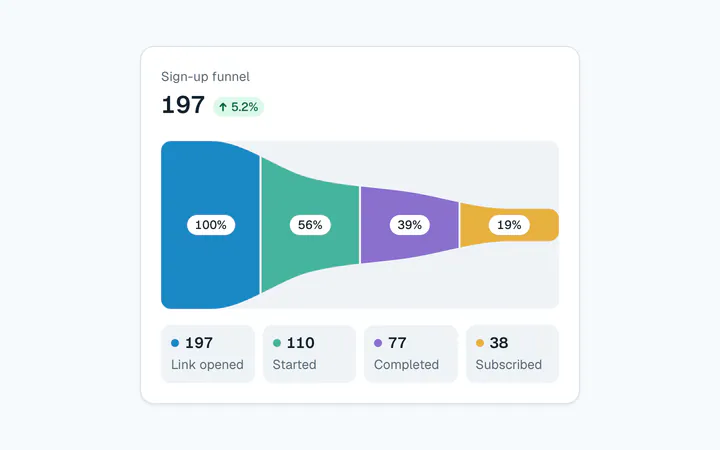 Sign-up funnel
197 ↑ 5.2%
100% 56% 39% 19%
197 110 77 38
Link opened Started Completed Subscribed